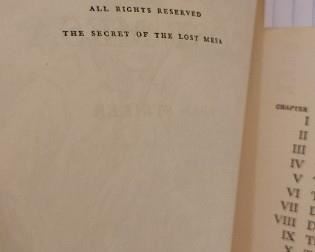 ALL RIGHTS RESERVED
THE SECRET OF THE LOST MESA
CHAPTER
I
II
III
IV
V
VI
VII
VIII
IX
X